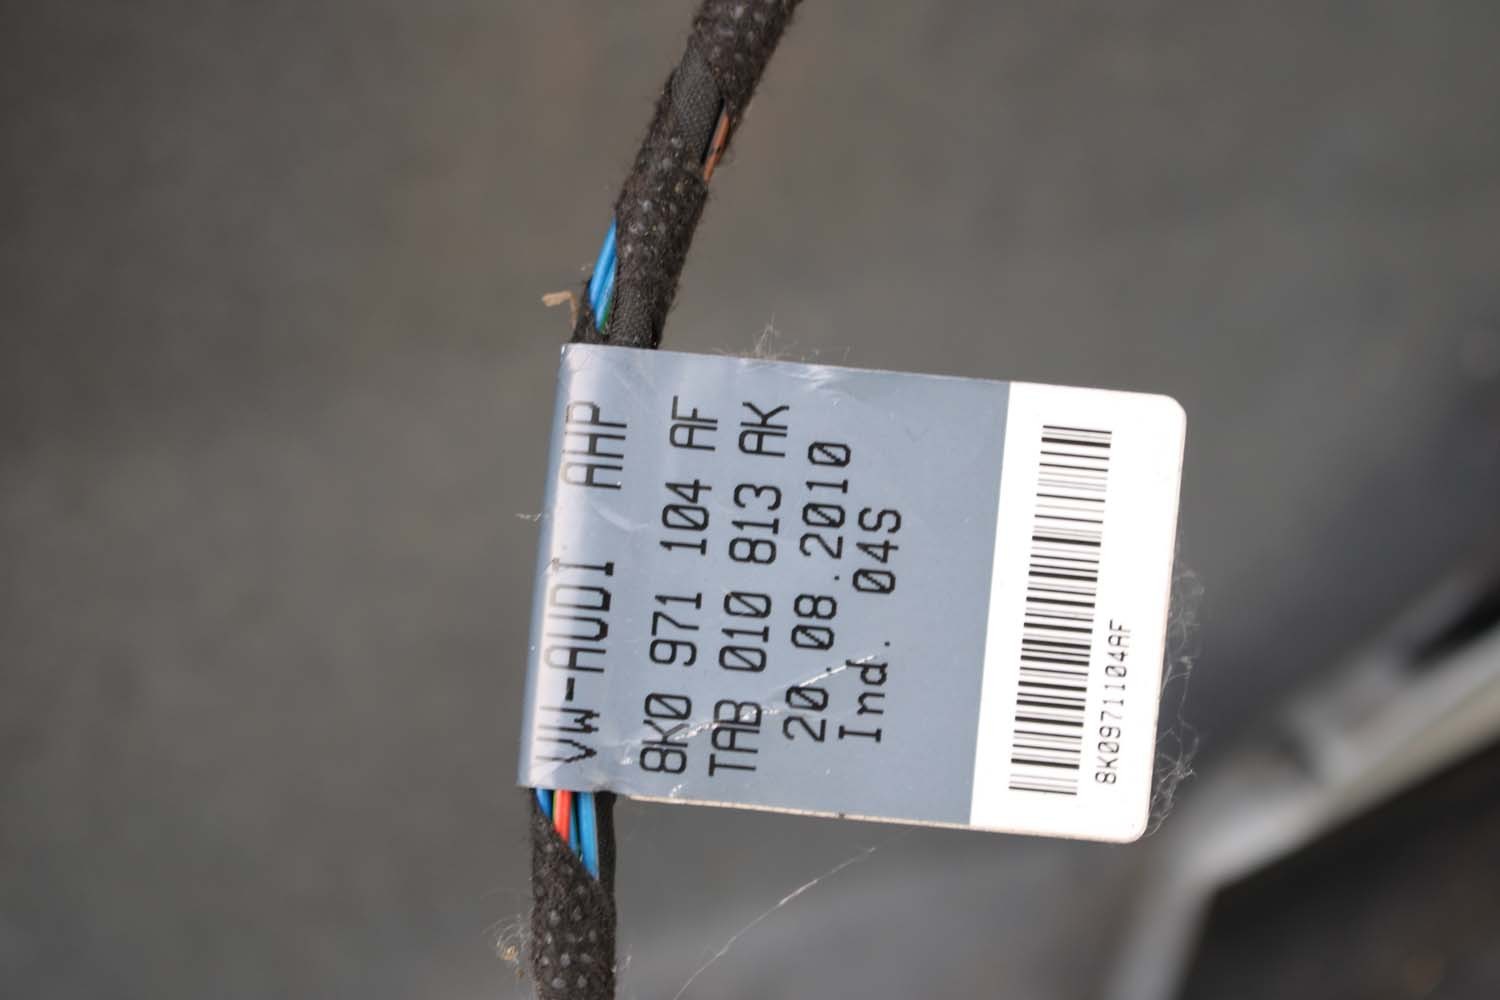 VW-AUDI AHP
8K0 971 104 AF
TAB 010 813 AK
20.08.2010
Ind. 04S
8K0971104AF